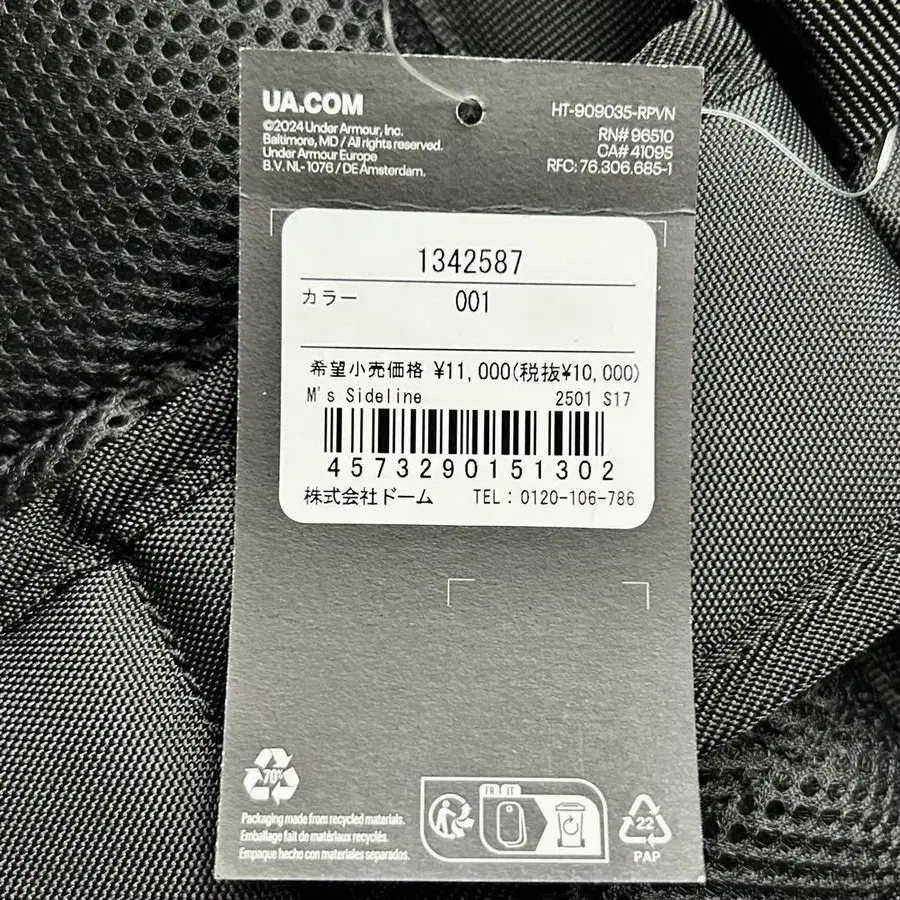 UA.COM
©2024 Under Armour, Inc.
Baltimore, MD / All rights reserved.
Under Armour Europe
B.V. NL-1076 / DE Amsterdam.
HT-909035-RPVN
RN# 96510
CA# 41095
RFC: 76.306.685-1
1342587
カラー 001
希望小売価格 ¥11,000(税抜¥10,000)
M's Sideline 2501 S17
4573290151302
株式会社ドーム TEL:0120-106-786
70%
Packaging made from recycled materials.
Emballage fait de matériaux recyclés.
Empaque hecho con materiales separados.
FR IT
22
PAP